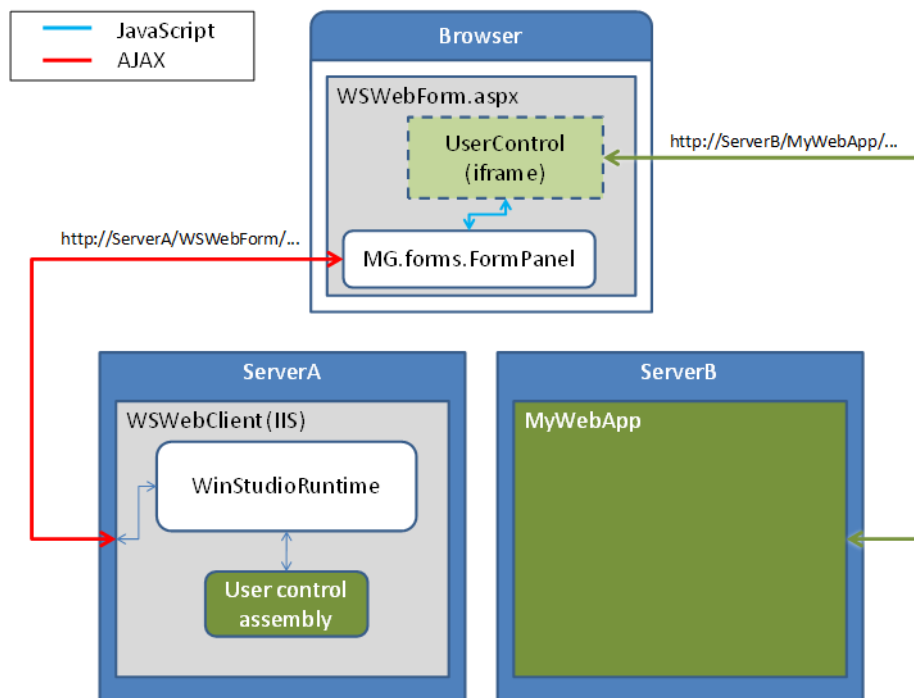 JavaScript
AJAX
Browser
WSWebForm.aspx
UserControl
(iframe)
http://ServerB/MyWebApp/...
http://ServerA/WSWebForm/...
MG.forms.FormPanel
ServerA
ServerB
WSWebClient (IIS)
MyWebApp
WinStudioRuntime
User control
assembly